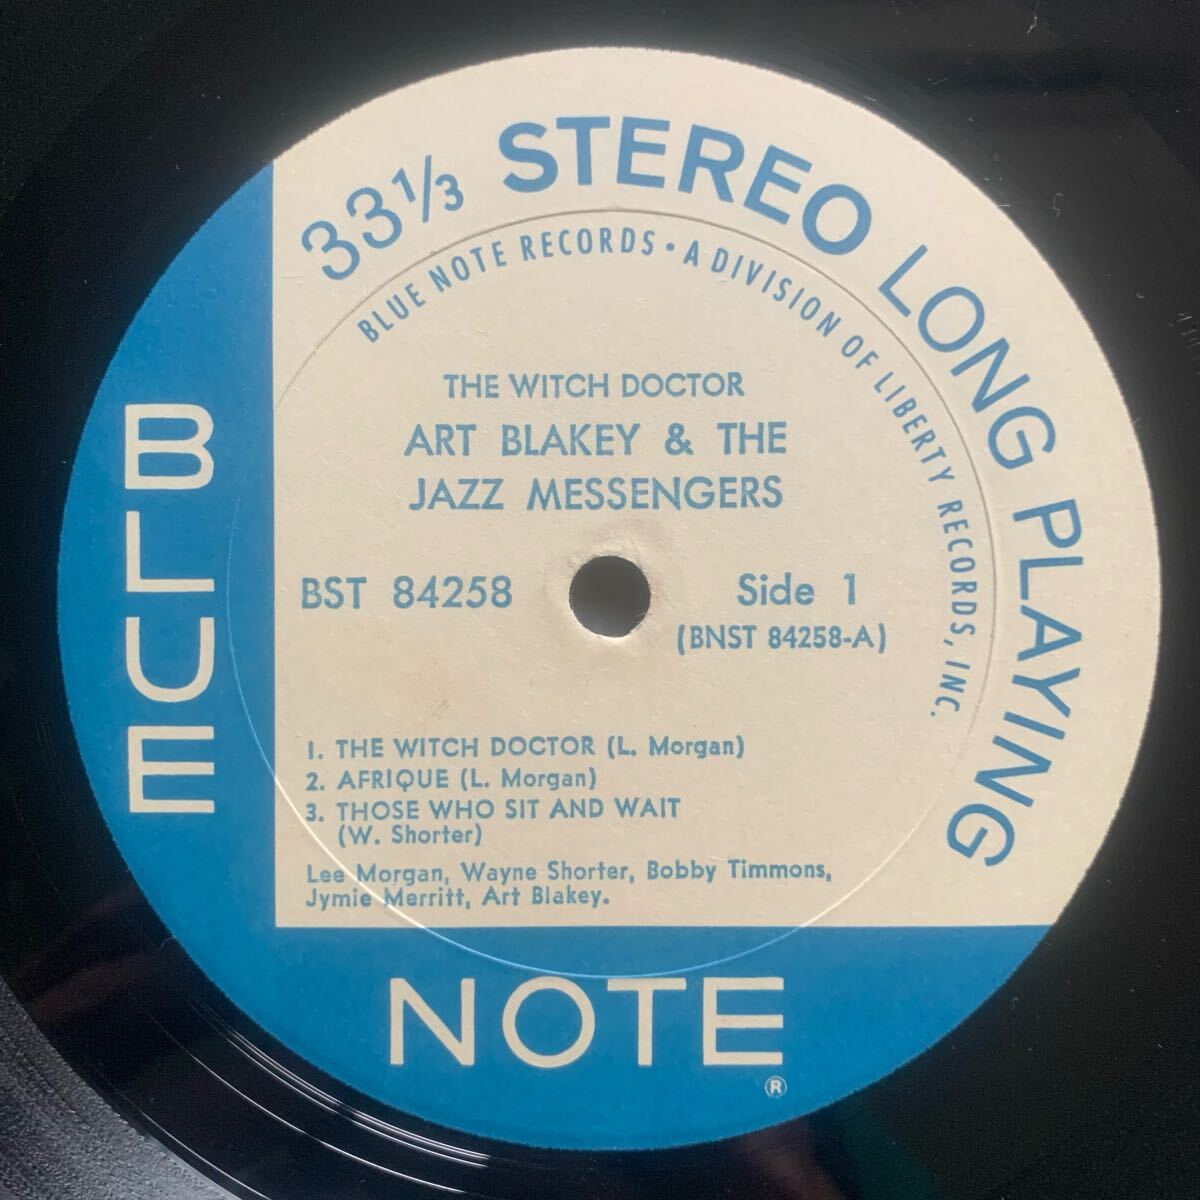 33⅓ STEREO LONG PLAYING
BLUE NOTE RECORDS • A DIVISION OF LIBERTY RECORDS, INC.
THE WITCH DOCTOR
ART BLAKEY & THE
JAZZ MESSENGERS
BST 84258
Side 1
(BNST 84258-A)
1. THE WITCH DOCTOR (L. Morgan)
2. AFRIQUE (L. Morgan)
3. THOSE WHO SIT AND WAIT
(W. Shorter)
Lee Morgan, Wayne Shorter, Bobby Timmons,
Jymie Merritt, Art Blakey.
BLUE
NOTE
®